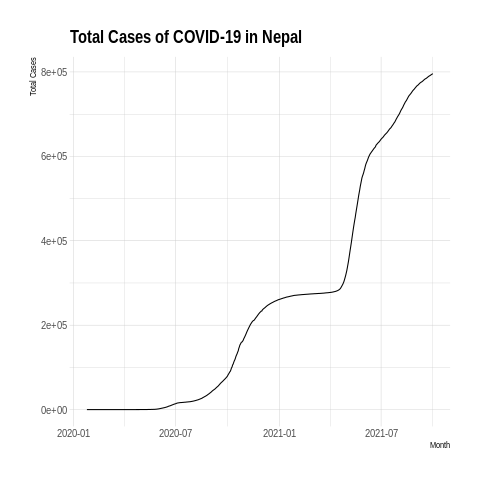 Total Cases of COVID-19 in Nepal
Total Cases
8e+05
6e+05
4e+05
2e+05
0e+00
2020-01 2020-07 2021-01 2021-07
Month